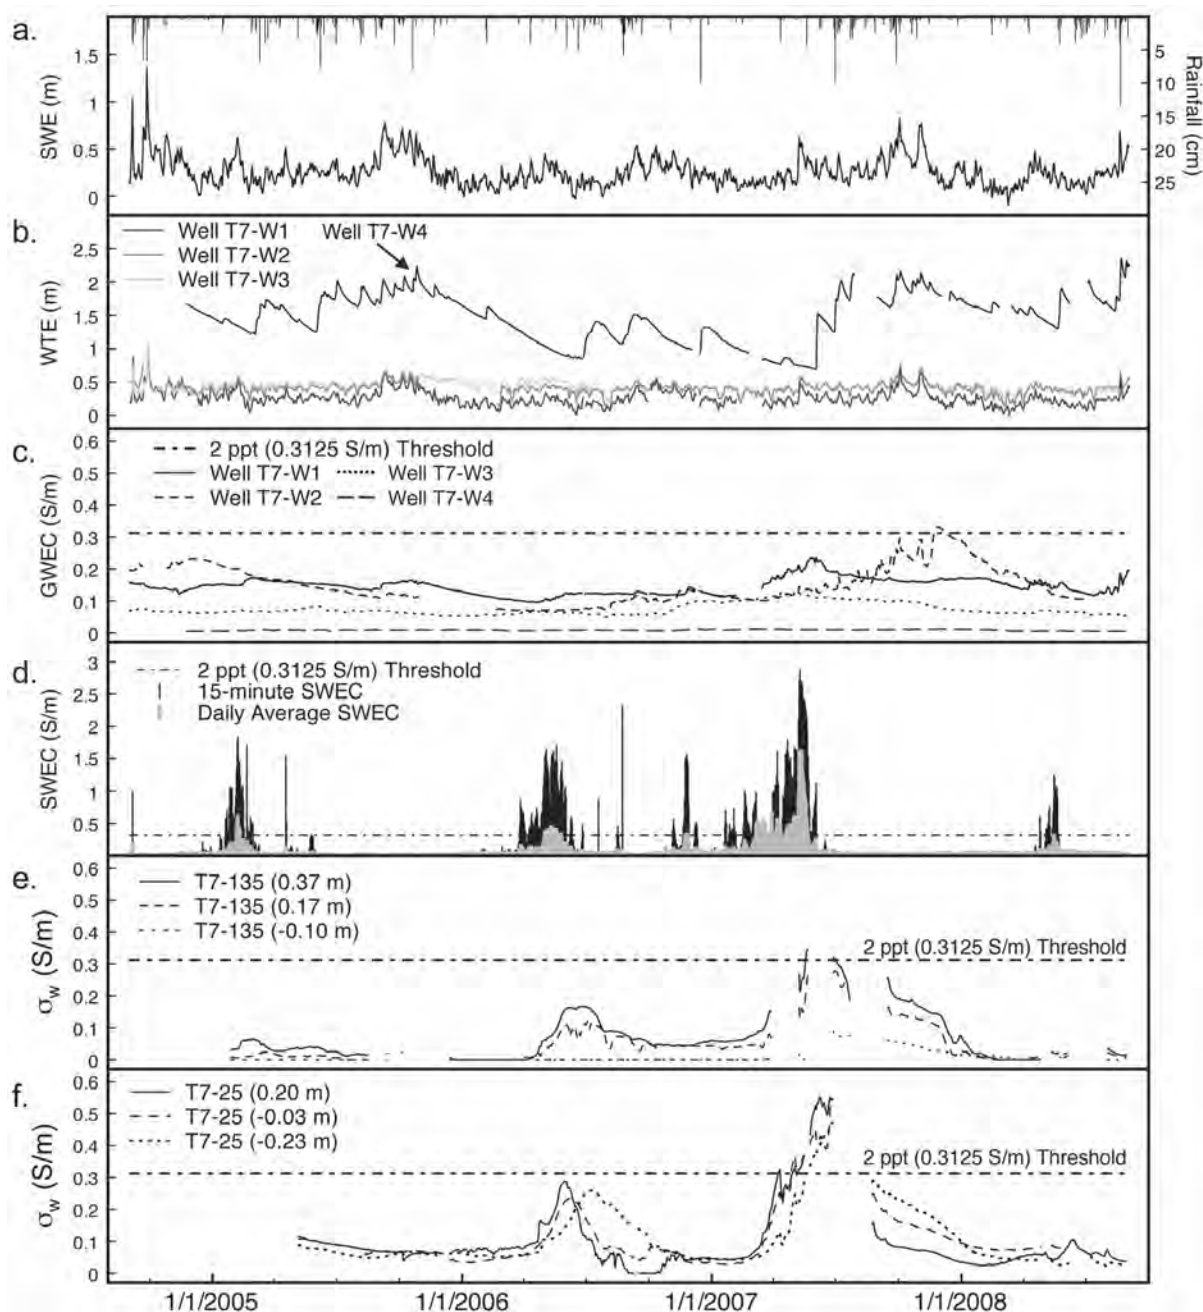 a.
SWE (m)
1.5
1
0.5
0
5
10
15
20
25
Rainfall (cm)
b.
WTE (m)
2.5
2
1.5
1
0.5
0
Well T7-W1
Well T7-W2
Well T7-W3
Well T7-W4
c.
GWEC (S/m)
0.6
0.5
0.4
0.3
0.2
0.1
0
2 ppt (0.3125 S/m) Threshold
Well T7-W1
Well T7-W3
Well T7-W2
Well T7-W4
d.
SWEC (S/m)
3
2.5
2
1.5
1
0.5
2 ppt (0.3125 S/m) Threshold
15-minute SWEC
Daily Average SWEC
e.
σw (S/m)
0.6
0.5
0.4
0.3
0.2
0.1
0
T7-135 (0.37 m)
T7-135 (0.17 m)
T7-135 (-0.10 m)
2 ppt (0.3125 S/m) Threshold
f.
σw (S/m)
0.6
0.5
0.4
0.3
0.2
0.1
0
T7-25 (0.20 m)
T7-25 (-0.03 m)
T7-25 (-0.23 m)
2 ppt (0.3125 S/m) Threshold
1/1/2005
1/1/2006
1/1/2007
1/1/2008